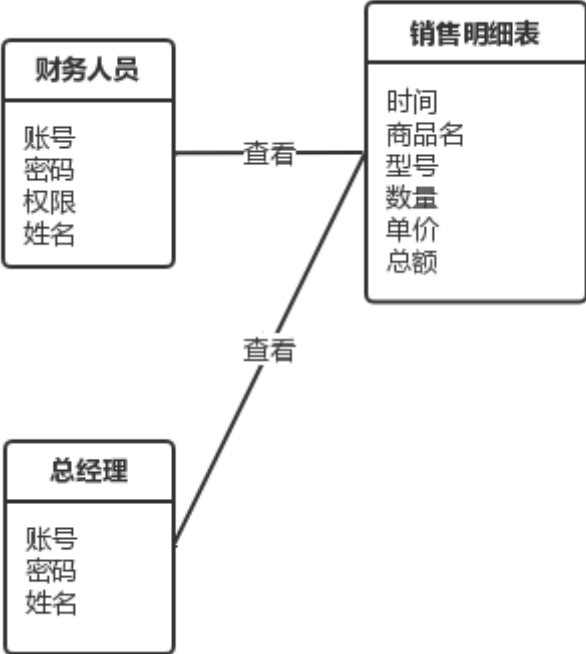 财务人员
账号
密码
权限
姓名
查看
销售明细表
时间
商品名
型号
数量
单价
总额
查看
总经理
账号
密码
姓名